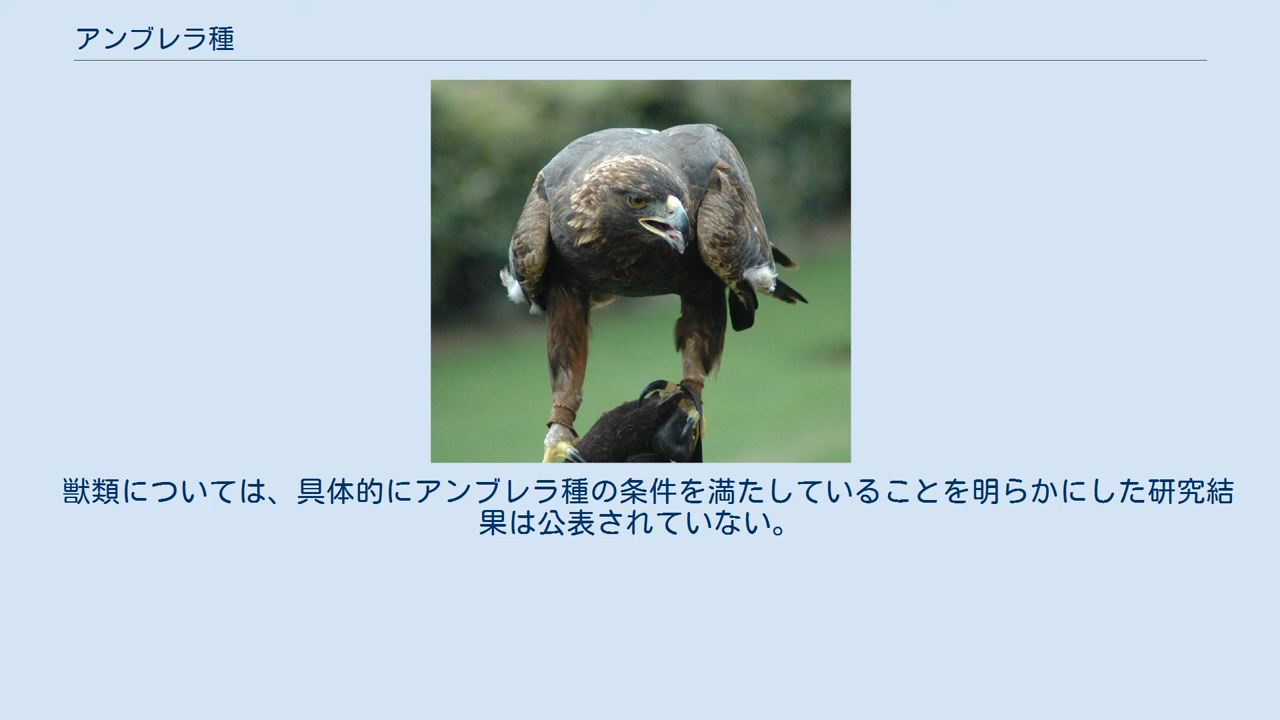 アンブレラ種
獣類については、具体的にアンブレラ種の条件を満たしていることを明らかにした研究結
果は公表されていない。